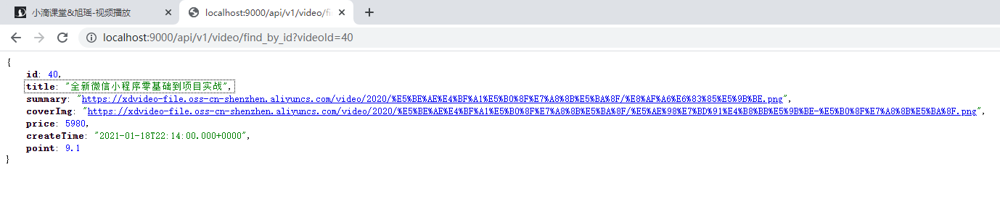 小滴课堂&旭瑶-视频播放
localhost:9000/api/v1/video/fin
localhost:9000/api/v1/video/find_by_id?videoId=40
{
id: 40,
title: "全新微信小程序零基础到项目实战",
summary: "https://xdvideo-file.oss-cn-shenzhen.aliyuncs.com/video/2020/%E5%BE%AE%E4%BF%A1%E5%B0%8F%E7%A8%8B%E5%BA%8F/%E8%AF%A6%E6%83%85%E5%9B%BE.png",
coverImg: "https://xdvideo-file.oss-cn-shenzhen.aliyuncs.com/video/2020/%E5%BE%AE%E4%BF%A1%E5%B0%8F%E7%A8%8B%E5%BA%8F/%E5%AE%98%E7%BD%91%E4%B8%BB%E5%9B%BE-%E5%B0%8F%E7%A8%8B%E5%BA%8F.png",
price: 5980,
createTime: "2021-01-18T22:14:00.000+0000",
point: 9.1
}